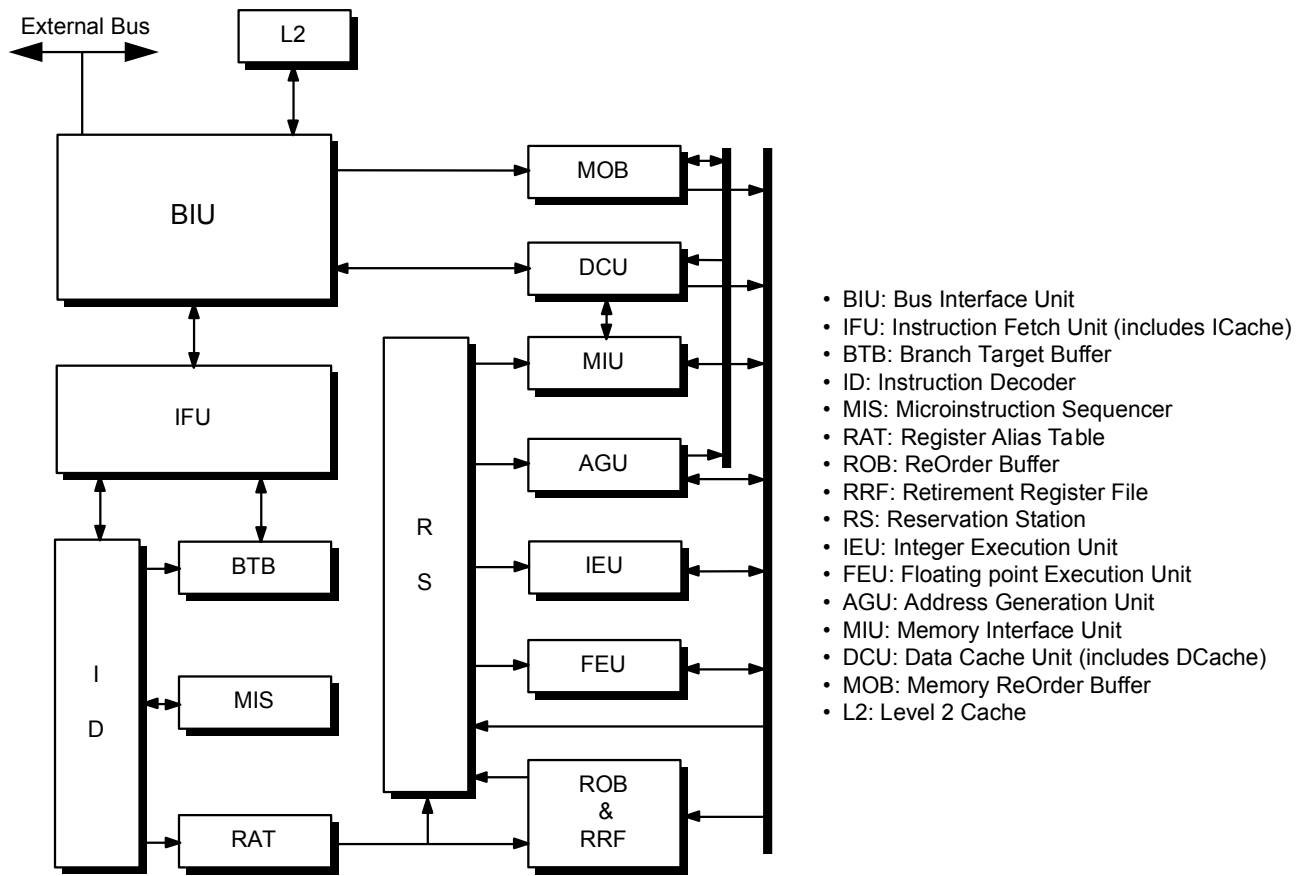 External Bus
L2
BIU
MOB
DCU
MIU
IFU
AGU
R
S
IEU
BTB
FEU
I
D
MIS
ROB
&
RRF
RAT
• BIU: Bus Interface Unit
• IFU: Instruction Fetch Unit (includes ICache)
• BTB: Branch Target Buffer
• ID: Instruction Decoder
• MIS: Microinstruction Sequencer
• RAT: Register Alias Table
• ROB: ReOrder Buffer
• RRF: Retirement Register File
• RS: Reservation Station
• IEU: Integer Execution Unit
• FEU: Floating point Execution Unit
• AGU: Address Generation Unit
• MIU: Memory Interface Unit
• DCU: Data Cache Unit (includes DCache)
• MOB: Memory ReOrder Buffer
• L2: Level 2 Cache